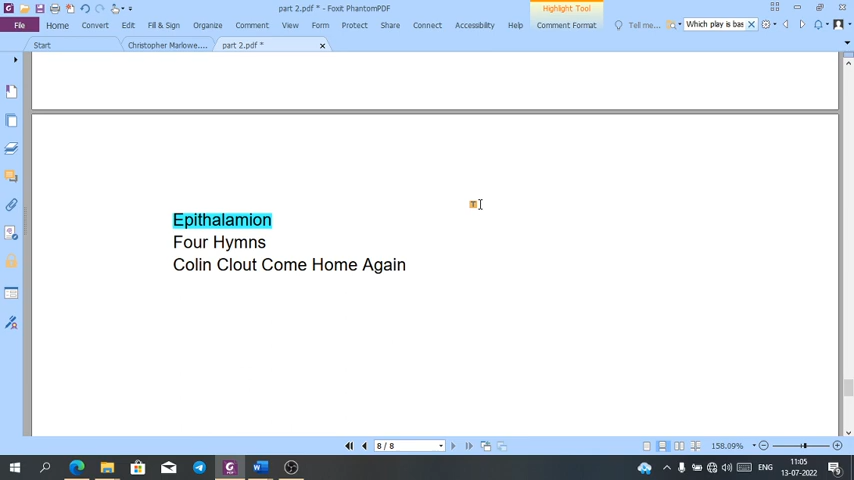 part 2.pdf * - Foxit PhantomPDF
Highlight Tool
File Home Convert Edit Fill & Sign Organize Comment View Form Protect Share Connect Accessibility Help Comment Format Tell me... Which play is bas
Start Christopher Marlowe.... part 2.pdf *
Epithalamion
Four Hymns
Colin Clout Come Home Again
8 / 8
158.09%
ENG
11:05
13-07-2022